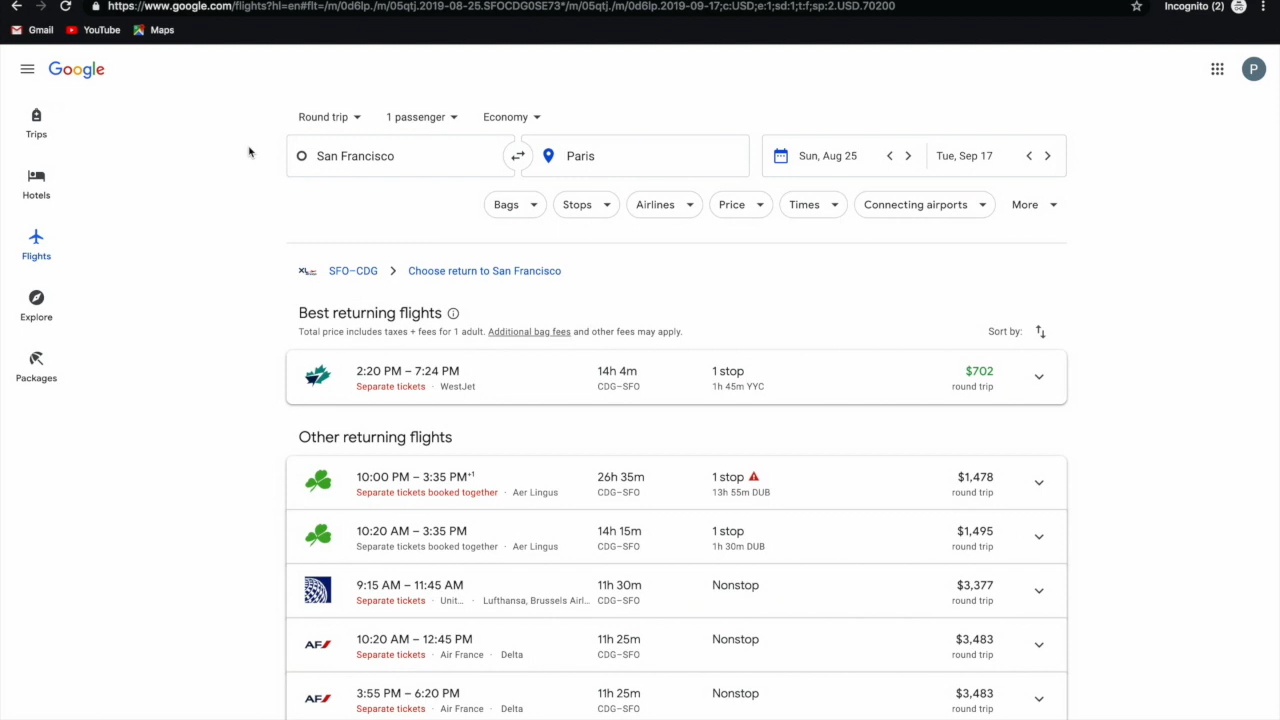 https://www.google.com/flights?hl=en#flt=/m/0d6lp./m/05qtj.2019-08-25.SFOCDG0SE73*/m/05qtj./m/0d6lp.2019-09-17;c:USD;e:1;sd:1;t:f;sp:2.USD.70200
Incognito (2)
Gmail YouTube Maps
Google
P
Trips
Hotels
Flights
Explore
Packages
Round trip 1 passenger Economy
San Francisco Paris Sun, Aug 25 Tue, Sep 17
Bags Stops Airlines Price Times Connecting airports More
XL SFO–CDG Choose return to San Francisco
Best returning flights
Total price includes taxes + fees for 1 adult. Additional bag fees and other fees may apply.
Sort by:
2:20 PM – 7:24 PM 14h 4m 1 stop $702
Separate tickets · WestJet CDG–SFO 1h 45m YYC round trip
Other returning flights
10:00 PM – 3:35 PM+1 26h 35m 1 stop $1,478
Separate tickets booked together · Aer Lingus CDG–SFO 13h 55m DUB round trip
10:20 AM – 3:35 PM 14h 15m 1 stop $1,495
Separate tickets booked together · Aer Lingus CDG–SFO 1h 30m DUB round trip
9:15 AM – 11:45 AM 11h 30m Nonstop $3,377
Separate tickets · Unit... · Lufthansa, Brussels Airl... CDG–SFO round trip
AF 10:20 AM – 12:45 PM 11h 25m Nonstop $3,483
Separate tickets · Air France · Delta CDG–SFO round trip
AF 3:55 PM – 6:20 PM 11h 25m Nonstop $3,483
Separate tickets · Air France · Delta CDG–SFO round trip